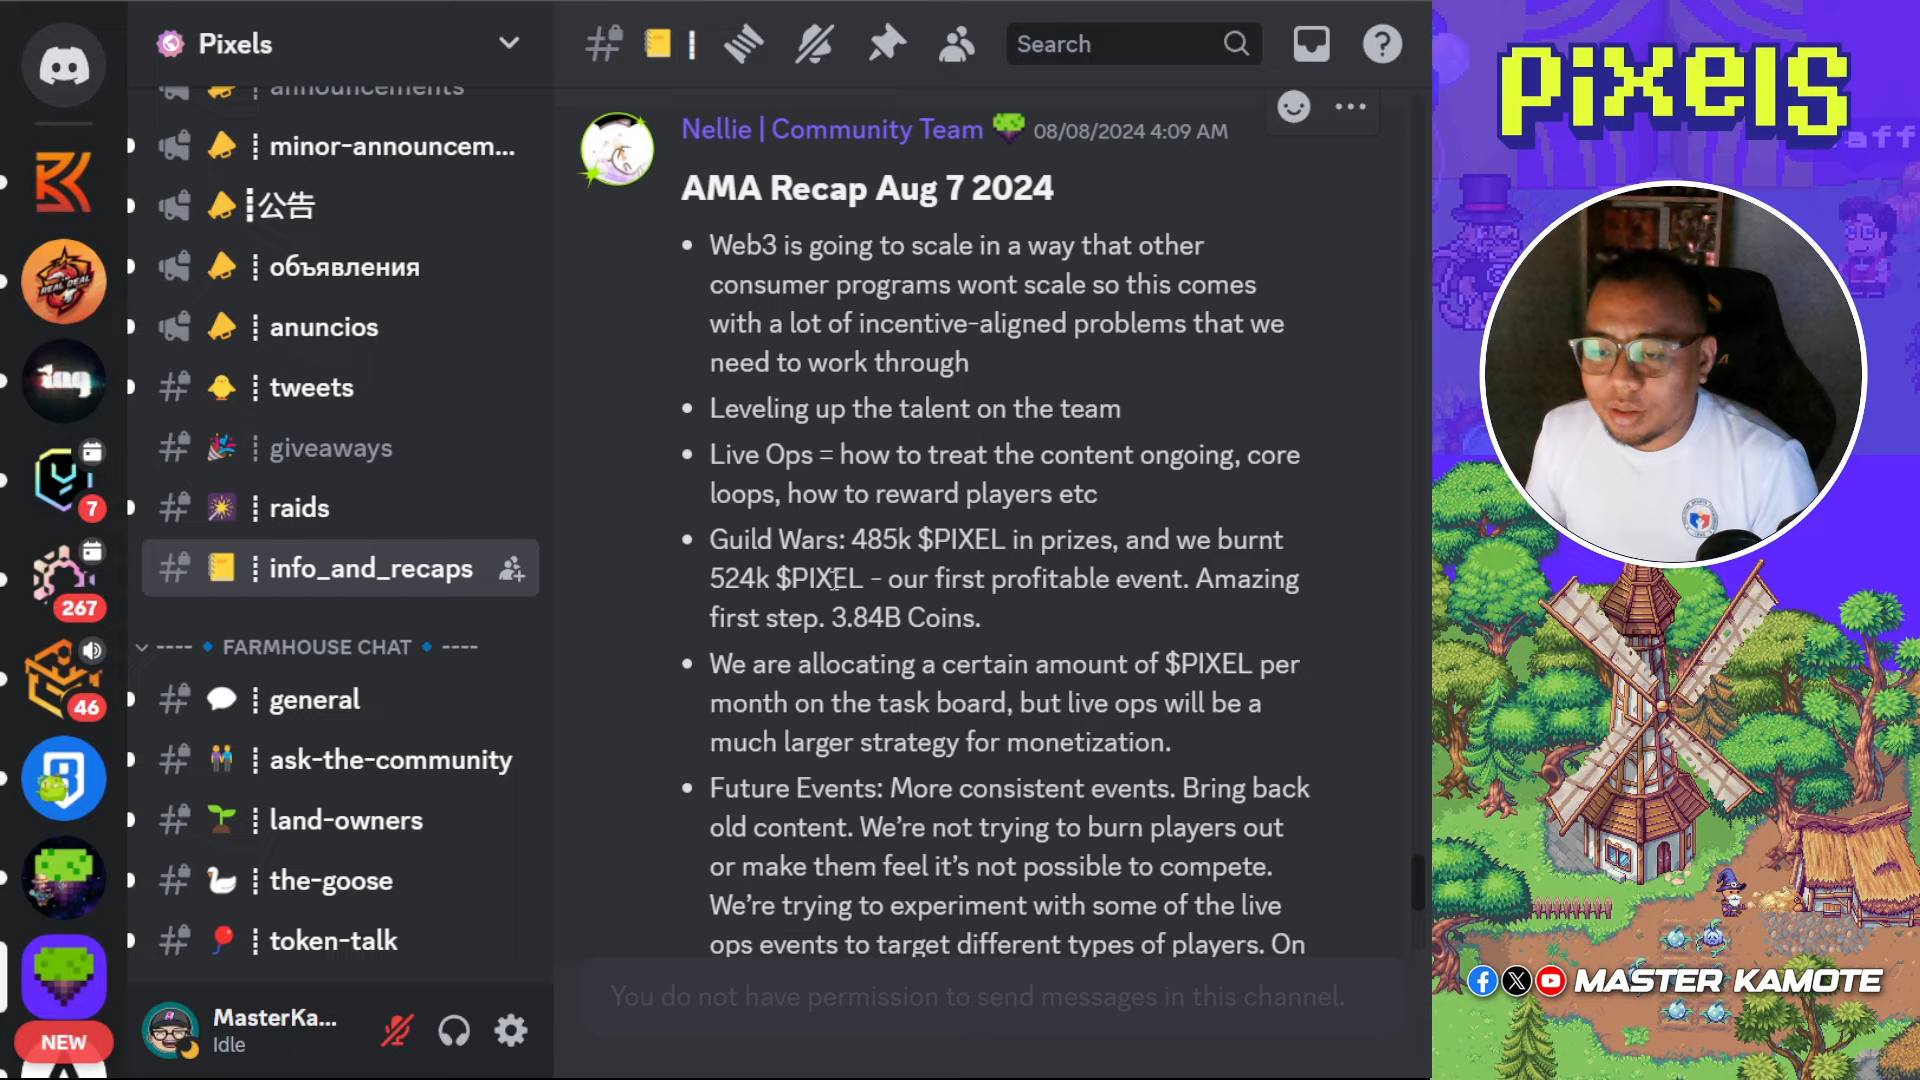 Pixels
announcements
minor-announcem...
公告
объявления
anuncios
tweets
giveaways
raids
info_and_recaps
---- FARMHOUSE CHAT ----
general
ask-the-community
land-owners
the-goose
token-talk
MasterKa...
Idle
7
267
46
NEW
Search
Nellie | Community Team 08/08/2024 4:09 AM
AMA Recap Aug 7 2024
• Web3 is going to scale in a way that other
consumer programs wont scale so this comes
with a lot of incentive-aligned problems that we
need to work through
• Leveling up the talent on the team
• Live Ops = how to treat the content ongoing, core
loops, how to reward players etc
• Guild Wars: 485k $PIXEL in prizes, and we burnt
524k $PIXEL - our first profitable event. Amazing
first step. 3.84B Coins.
• We are allocating a certain amount of $PIXEL per
month on the task board, but live ops will be a
much larger strategy for monetization.
• Future Events: More consistent events. Bring back
old content. We’re not trying to burn players out
or make them feel it’s not possible to compete.
We’re trying to experiment with some of the live
ops events to target different types of players. On
You do not have permission to send messages in this channel.
pixels
MASTER KAMOTE